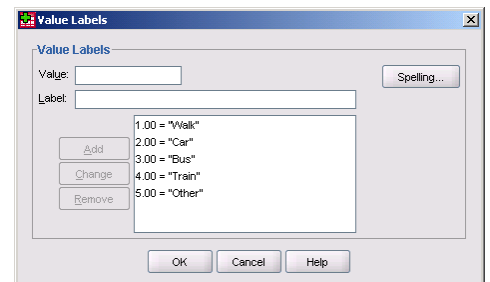 Value Labels
Value Labels
Value:
Spelling...
Label:
1.00 = "Walk"
2.00 = "Car"
3.00 = "Bus"
4.00 = "Train"
5.00 = "Other"
Add
Change
Remove
OK Cancel Help